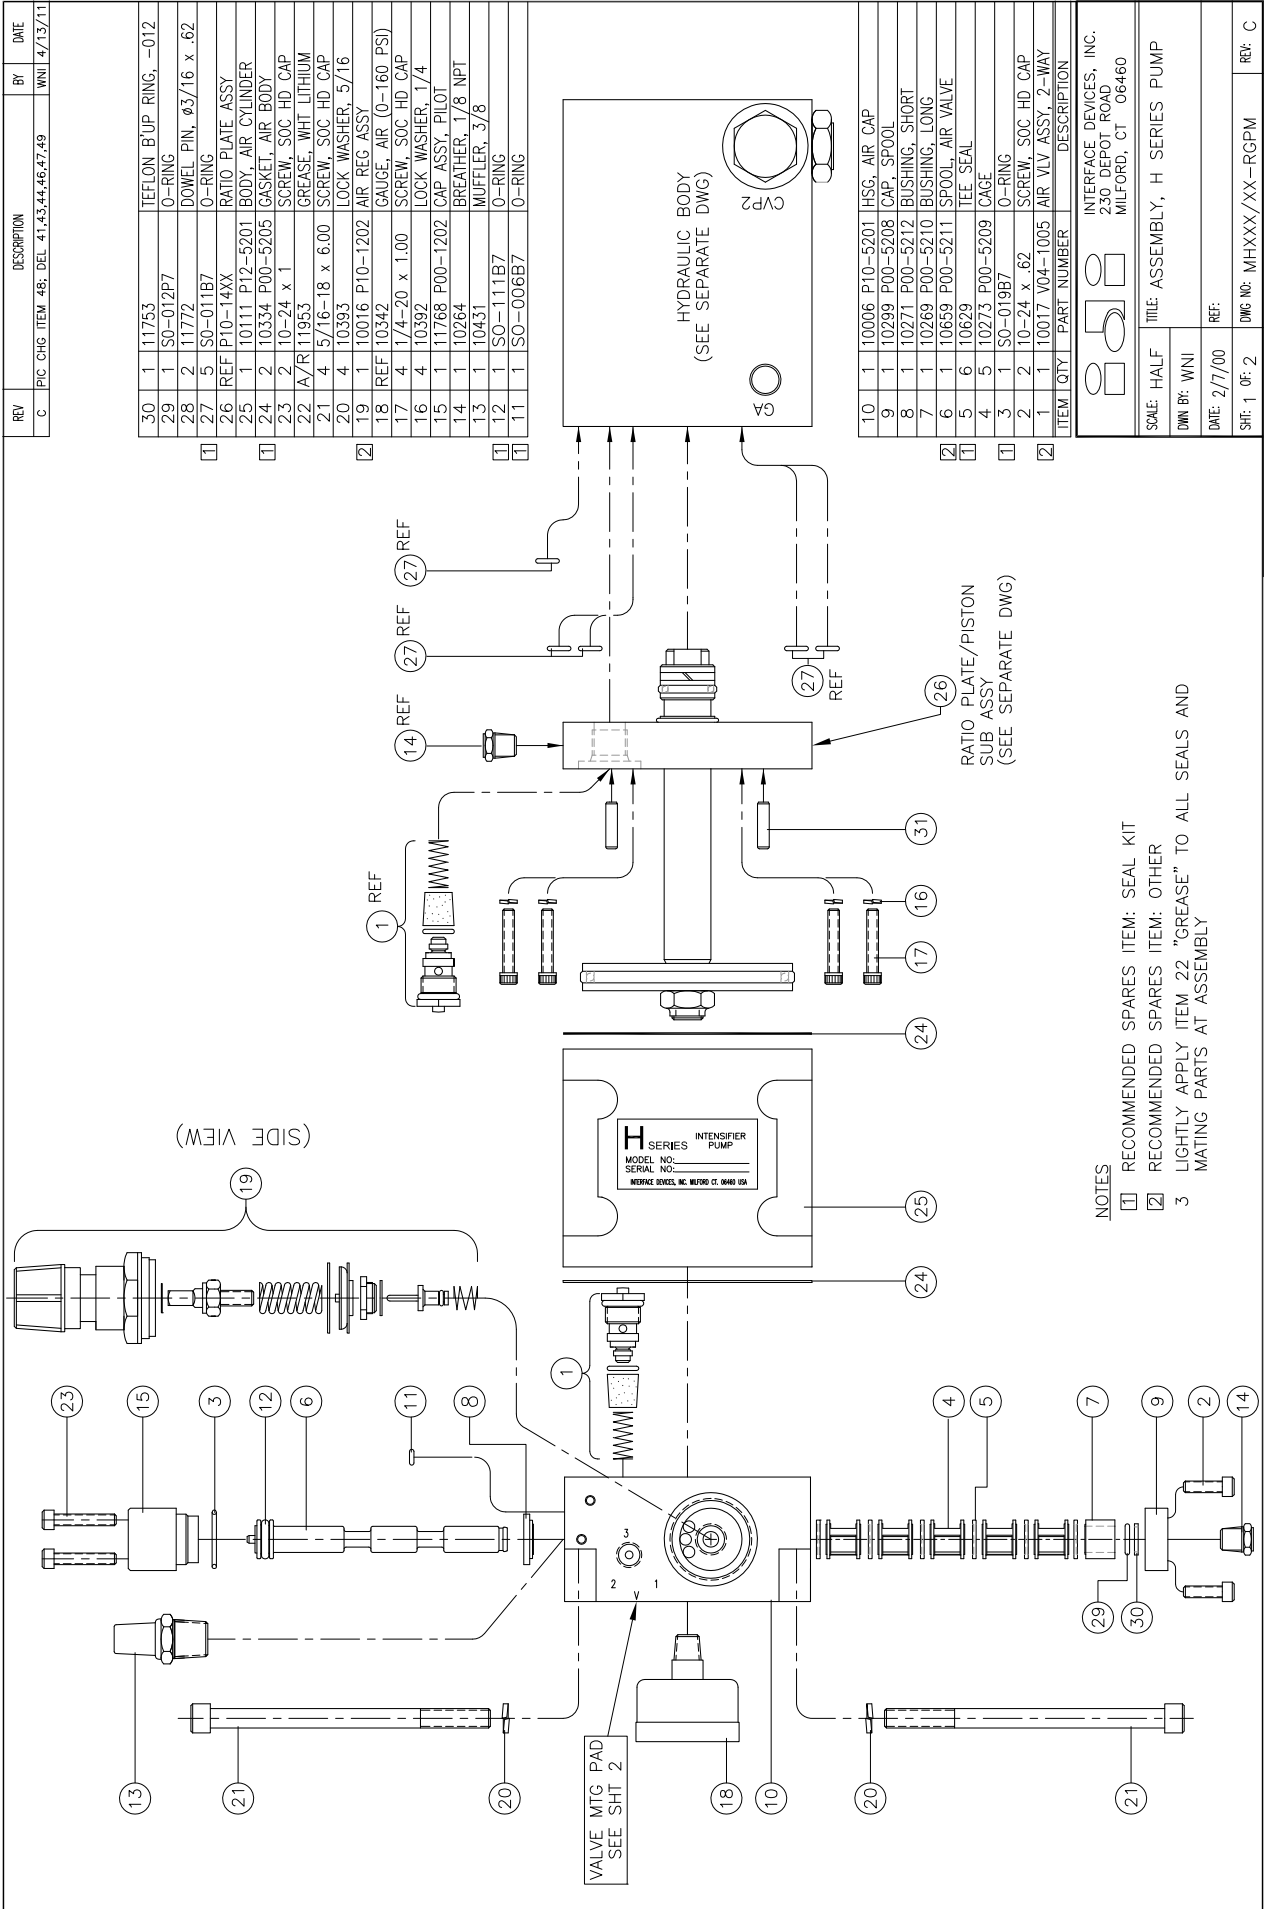 REV DESCRIPTION BY DATE
C PIC CHG ITEM 48; DEL 41,43,44,46,47,49 WNI 4/13/11
30 1 11753 TEFLON B'UP RING, -012
29 1 SO-012P7 O-RING
28 2 11772 DOWEL PIN, ø3/16 x .62
1 27 5 SO-011B7 O-RING
26 REF P10-14XX RATIO PLATE ASSY
25 1 10111 P12-5201 BODY, AIR CYLINDER
1 24 2 10334 P00-5205 GASKET, AIR BODY
23 2 10-24 x 1 SCREW, SOC HD CAP
22 A/R 11953 GREASE, WHT LITHIUM
21 4 5/16-18 x 6.00 SCREW, SOC HD CAP
20 4 10393 LOCK WASHER, 5/16
2 19 1 10016 P10-1202 AIR REG ASSY
18 REF 10342 GAUGE, AIR (0-160 PSI)
17 4 1/4-20 x 1.00 SCREW, SOC HD CAP
16 4 10392 LOCK WASHER, 1/4
15 1 11768 P00-1202 CAP ASSY, PILOT
14 1 10264 BREATHER, 1/8 NPT
13 1 10431 MUFFLER, 3/8
1 12 1 SO-111B7 O-RING
1 11 1 SO-006B7 O-RING
10 1 10006 P10-5201 HSG, AIR CAP
9 1 10299 P00-5208 CAP, SPOOL
8 1 10271 P00-5212 BUSHING, SHORT
7 1 10269 P00-5210 BUSHING, LONG
2 6 1 10659 P00-5211 SPOOL, AIR VALVE
1 5 6 10629 TEE SEAL
4 5 10273 P00-5209 CAGE
1 3 1 SO-019B7 O-RING
2 2 10-24 x .62 SCREW, SOC HD CAP
2 1 1 10017 V04-1005 AIR VLV ASSY, 2-WAY
ITEM QTY PART NUMBER DESCRIPTION
INTERFACE DEVICES, INC.
230 DEPOT ROAD
MILFORD, CT 06460
SCALE: HALF
TITLE: ASSEMBLY, H SERIES PUMP
DWN BY: WNI
DATE: 2/7/00
REF:
SHT: 1 OF: 2
DWG NO: MHXXX/XX-RGPM
REV: C
HYDRAULIC BODY
(SEE SEPARATE DWG)
CVP2
GA
27 REF
27 REF
14 REF
27
REF
26
RATIO PLATE/PISTON
SUB ASSY
(SEE SEPARATE DWG)
1 REF
31
16
17
24
H SERIES INTENSIFIER
PUMP
MODEL NO:
SERIAL NO:
INTERFACE DEVICES, INC. MILFORD CT. 06460 USA
25
24
1
(SIDE VIEW)
19
23
15
3
12
6
11
8
4
5
7
9
2
14
29
30
3
2
1
V
13
21
20
VALVE MTG PAD
SEE SHT 2
18
10
20
21
NOTES
1 RECOMMENDED SPARES ITEM: SEAL KIT
2 RECOMMENDED SPARES ITEM: OTHER
3 LIGHTLY APPLY ITEM 22 "GREASE" TO ALL SEALS AND
MATING PARTS AT ASSEMBLY